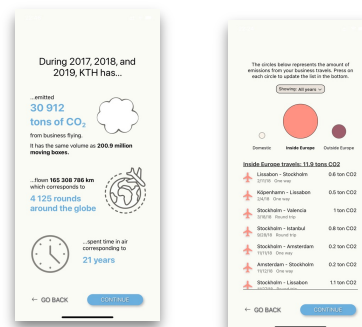 During 2017, 2018, and
2019, KTH has...
...emitted
30 912
tons of CO2
from business flying.
It has the same volume as 200.9 million
moving boxes.
...flown 165 308 786 km
which corresponds to
4 125 rounds
around the globe
...spent time in air
corresponding to
21 years
← GO BACK
CONTINUE
The circles below represents the amount of
emissions from your business travels. Press on
each circle to update the list in the bottom.
Showing: All years
Domestic
Inside Europe
Outside Europe
Inside Europe travels: 11.9 tons CO2
Lissabon - Stockholm 0.6 ton CO2
One way
Köpenhamn - Lissabon 0.5 ton CO2
One way
Stockholm - Valencia 1 ton CO2
Round trip
Stockholm - Istanbul 0.8 ton CO2
Round trip
Stockholm - Amsterdam 0.2 ton CO2
One way
Amsterdam - Stockholm 0.2 ton CO2
One way
Stockholm - Lissabon 1.1 ton CO2
← GO BACK
CONTINUE